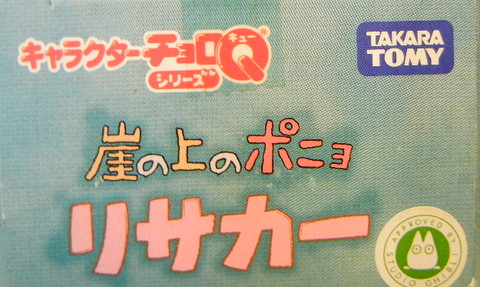 キャラクターチョロQ®
キュー
シリーズ
TAKARA
TOMY
崖の上のポニョ
リサカー
APPROVED BY
STUDIO GHIBLI